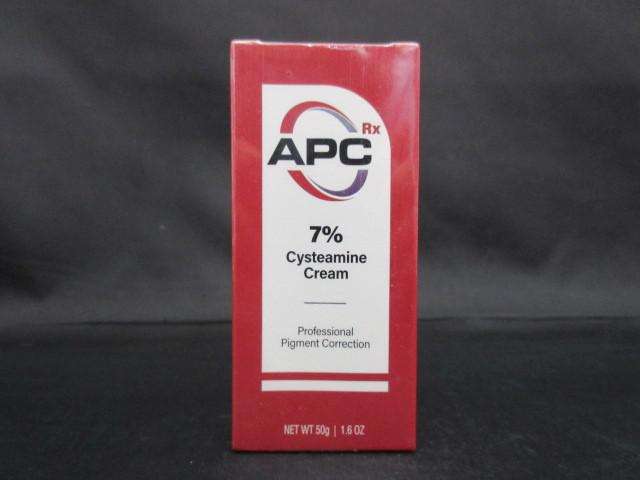 Rx
APC
7%
Cysteamine
Cream
Professional
Pigment Correction
NET WT 50g | 1.6 OZ